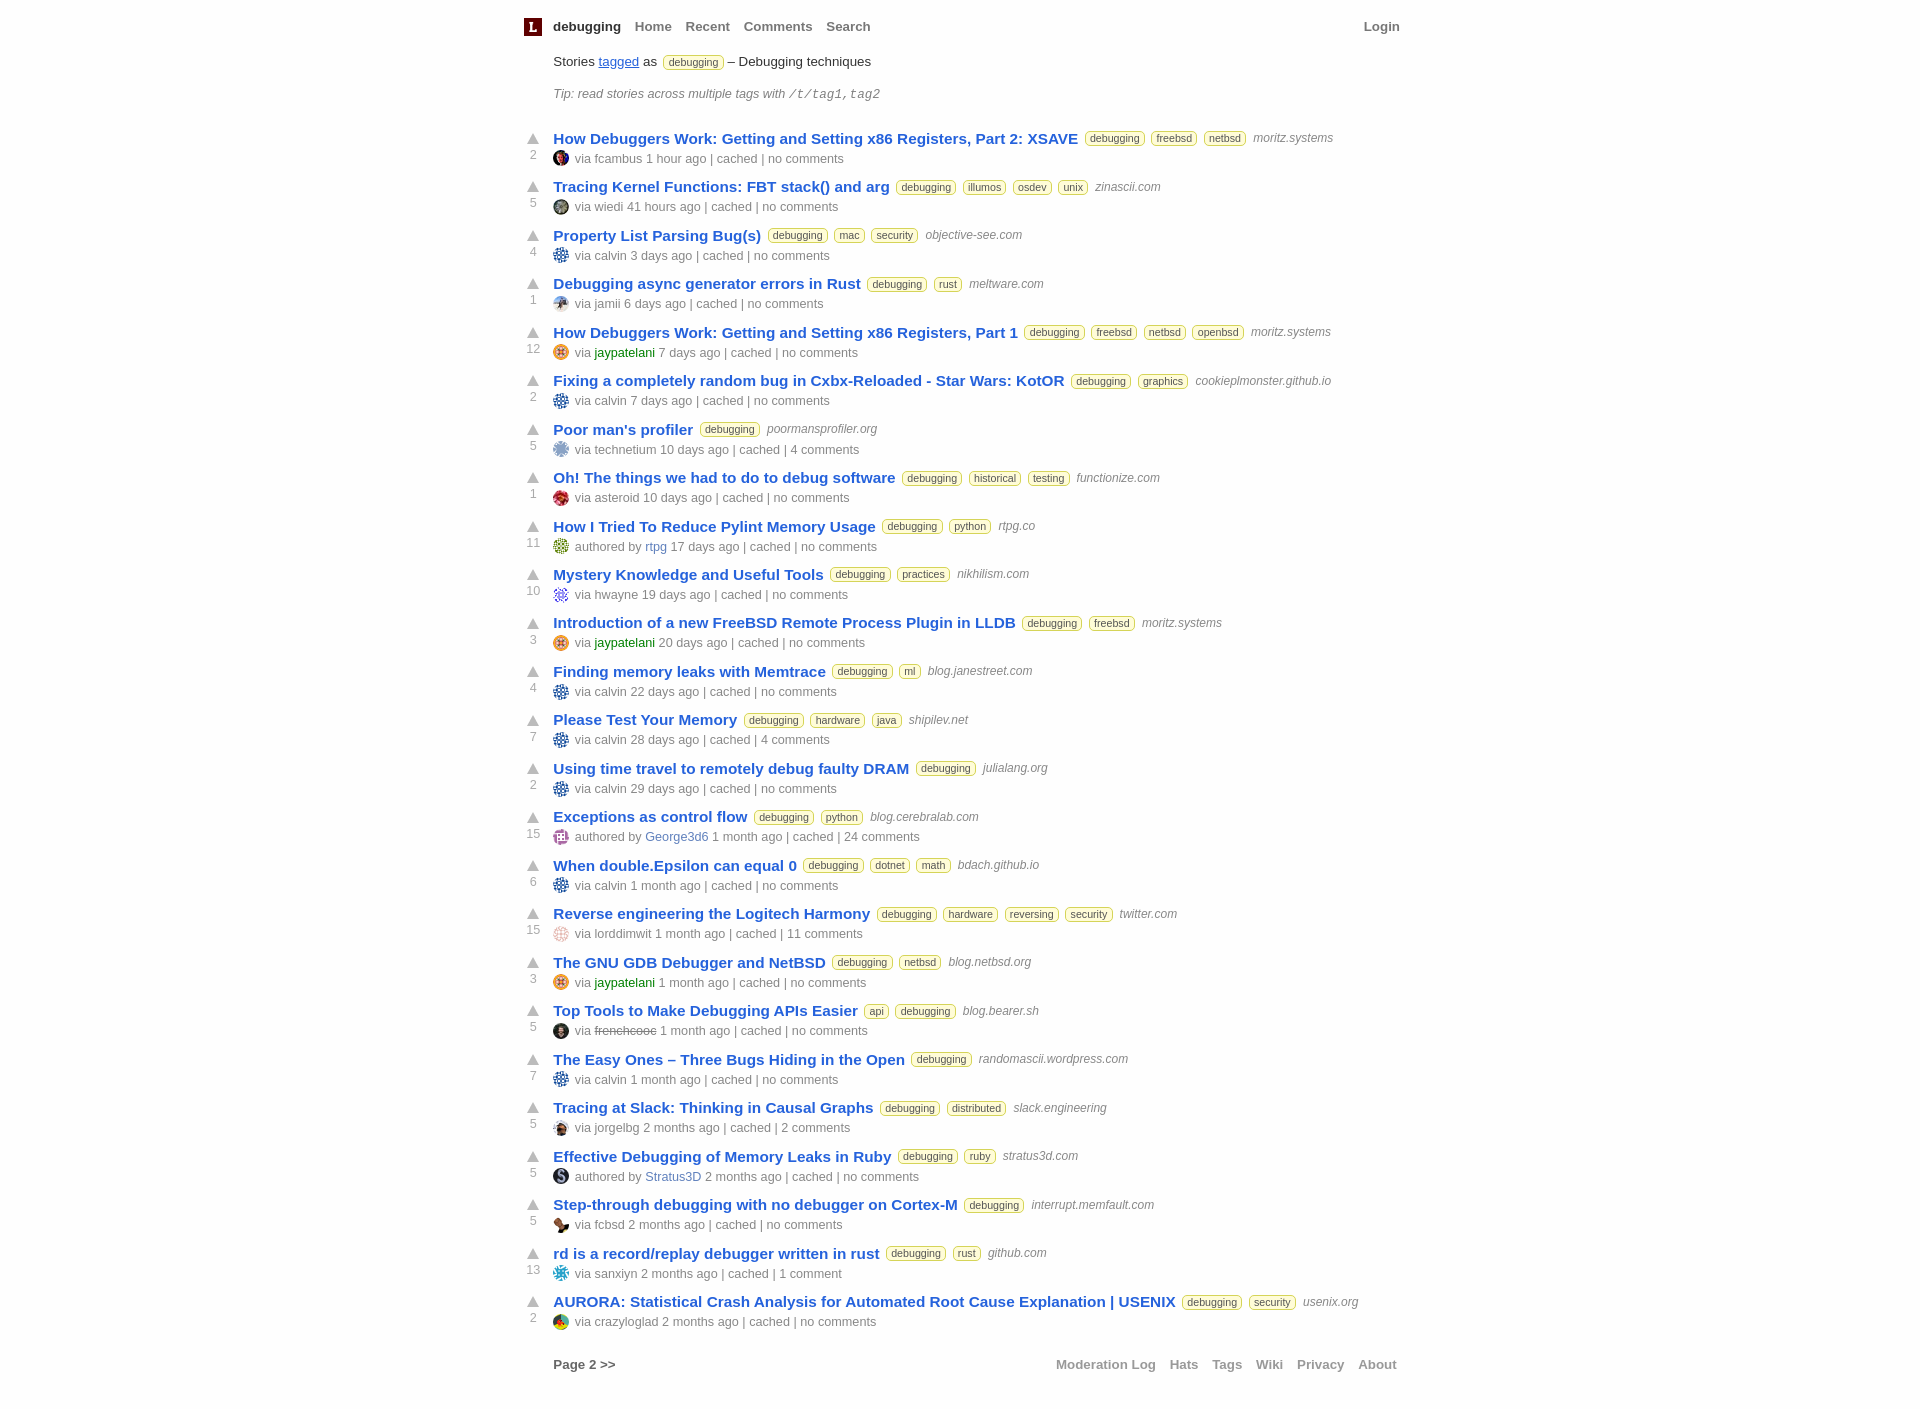 L debugging Home Recent Comments Search Login
Stories tagged as debugging – Debugging techniques
Tip: read stories across multiple tags with /t/tag1,tag2
How Debuggers Work: Getting and Setting x86 Registers, Part 2: XSAVE debugging freebsd netbsd moritz.systems
2 via fcambus 1 hour ago | cached | no comments
Tracing Kernel Functions: FBT stack() and arg debugging illumos osdev unix zinascii.com
5 via wiedi 41 hours ago | cached | no comments
Property List Parsing Bug(s) debugging mac security objective-see.com
4 via calvin 3 days ago | cached | no comments
Debugging async generator errors in Rust debugging rust meltware.com
1 via jamii 6 days ago | cached | no comments
How Debuggers Work: Getting and Setting x86 Registers, Part 1 debugging freebsd netbsd openbsd moritz.systems
12 via jaypatelani 7 days ago | cached | no comments
Fixing a completely random bug in Cxbx-Reloaded - Star Wars: KotOR debugging graphics cookieplmonster.github.io
2 via calvin 7 days ago | cached | no comments
Poor man's profiler debugging poormansprofiler.org
5 via technetium 10 days ago | cached | 4 comments
Oh! The things we had to do to debug software debugging historical testing functionize.com
1 via asteroid 10 days ago | cached | no comments
How I Tried To Reduce Pylint Memory Usage debugging python rtpg.co
11 authored by rtpg 17 days ago | cached | no comments
Mystery Knowledge and Useful Tools debugging practices nikhilism.com
10 via hwayne 19 days ago | cached | no comments
Introduction of a new FreeBSD Remote Process Plugin in LLDB debugging freebsd moritz.systems
3 via jaypatelani 20 days ago | cached | no comments
Finding memory leaks with Memtrace debugging ml blog.janestreet.com
4 via calvin 22 days ago | cached | no comments
Please Test Your Memory debugging hardware java shipilev.net
7 via calvin 28 days ago | cached | 4 comments
Using time travel to remotely debug faulty DRAM debugging julialang.org
2 via calvin 29 days ago | cached | no comments
Exceptions as control flow debugging python blog.cerebralab.com
15 authored by George3d6 1 month ago | cached | 24 comments
When double.Epsilon can equal 0 debugging dotnet math bdach.github.io
6 via calvin 1 month ago | cached | no comments
Reverse engineering the Logitech Harmony debugging hardware reversing security twitter.com
15 via lorddimwit 1 month ago | cached | 11 comments
The GNU GDB Debugger and NetBSD debugging netbsd blog.netbsd.org
3 via jaypatelani 1 month ago | cached | no comments
Top Tools to Make Debugging APIs Easier api debugging blog.bearer.sh
5 via frenchcooc 1 month ago | cached | no comments
The Easy Ones – Three Bugs Hiding in the Open debugging randomascii.wordpress.com
7 via calvin 1 month ago | cached | no comments
Tracing at Slack: Thinking in Causal Graphs debugging distributed slack.engineering
5 via jorgelbg 2 months ago | cached | 2 comments
Effective Debugging of Memory Leaks in Ruby debugging ruby stratus3d.com
5 authored by Stratus3D 2 months ago | cached | no comments
Step-through debugging with no debugger on Cortex-M debugging interrupt.memfault.com
5 via fcbsd 2 months ago | cached | no comments
rd is a record/replay debugger written in rust debugging rust github.com
13 via sanxiyn 2 months ago | cached | 1 comment
AURORA: Statistical Crash Analysis for Automated Root Cause Explanation | USENIX debugging security usenix.org
2 via crazyloglad 2 months ago | cached | no comments
Page 2 >> Moderation Log Hats Tags Wiki Privacy About